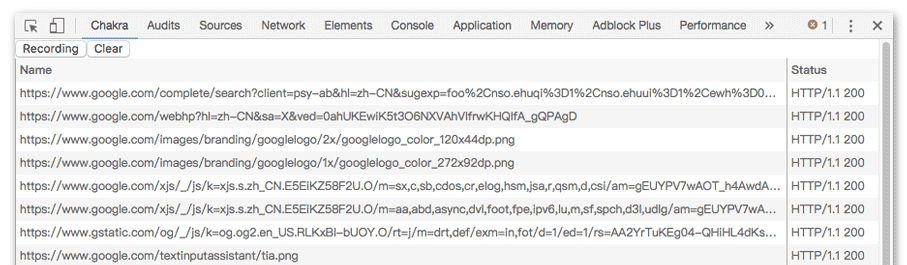 Chakra Audits Sources Network Elements Console Application Memory Adblock Plus Performance » 1
Recording Clear
Name Status
https://www.google.com/complete/search?client=psy-ab&hl=zh-CN&sugexp=foo%2Cnso.ehuqi%3D1%2Cnso.ehuui%3D1%2Cewh%3D0... HTTP/1.1 200
https://www.google.com/webhp?hl=zh-CN&sa=X&ved=0ahUKEwiK5t3O6NXVAhVIfrwKHQIfA_gQPAgD HTTP/1.1 200
https://www.google.com/images/branding/googlelogo/2x/googlelogo_color_120x44dp.png HTTP/1.1 200
https://www.google.com/images/branding/googlelogo/1x/googlelogo_color_272x92dp.png HTTP/1.1 200
https://www.google.com/xjs/_/js/k=xjs.s.zh_CN.E5ElKZ58F2U.O/m=sx,c,sb,cdos,cr,elog,hsm,jsa,r,qsm,d,csi/am=gEUYPV7wAOT_h4AwdA... HTTP/1.1 200
https://www.google.com/xjs/_/js/k=xjs.s.zh_CN.E5ElKZ58F2U.O/m=aa,abd,async,dvl,foot,fpe,ipv6,lu,m,sf,spch,d3l,udlg/am=gEUYPV7wA... HTTP/1.1 200
https://www.gstatic.com/og/_/js/k=og.og2.en_US.RLKxBI-bUOY.O/rt=j/m=drt,def/exm=in,fot/d=1/ed=1/rs=AA2YrTuKEg04-QHiHL4dKs... HTTP/1.1 200
https://www.google.com/textinputassistant/tia.png HTTP/1.1 200